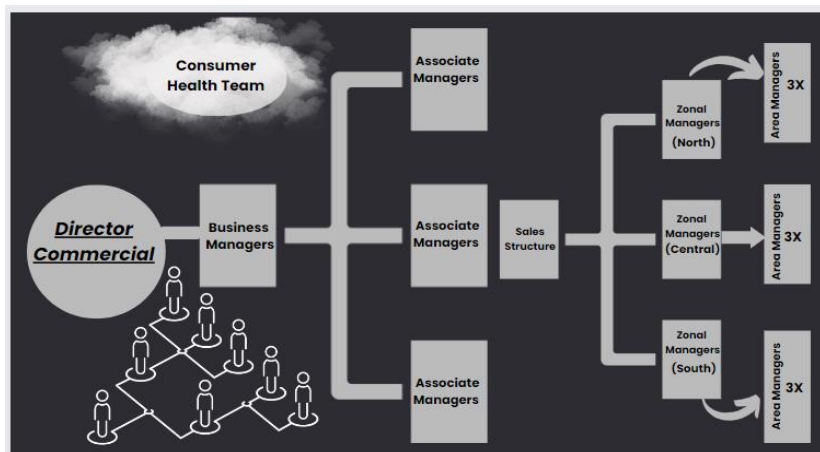 Consumer
Health Team
Director
Commercial
Business
Managers
Associate
Managers
Associate
Managers
Associate
Managers
Sales
Structure
Zonal
Managers
(North)
Zonal
Managers
(Central)
Zonal
Managers
(South)
Area Managers
3X
Area Managers
3X
Area Managers
3X